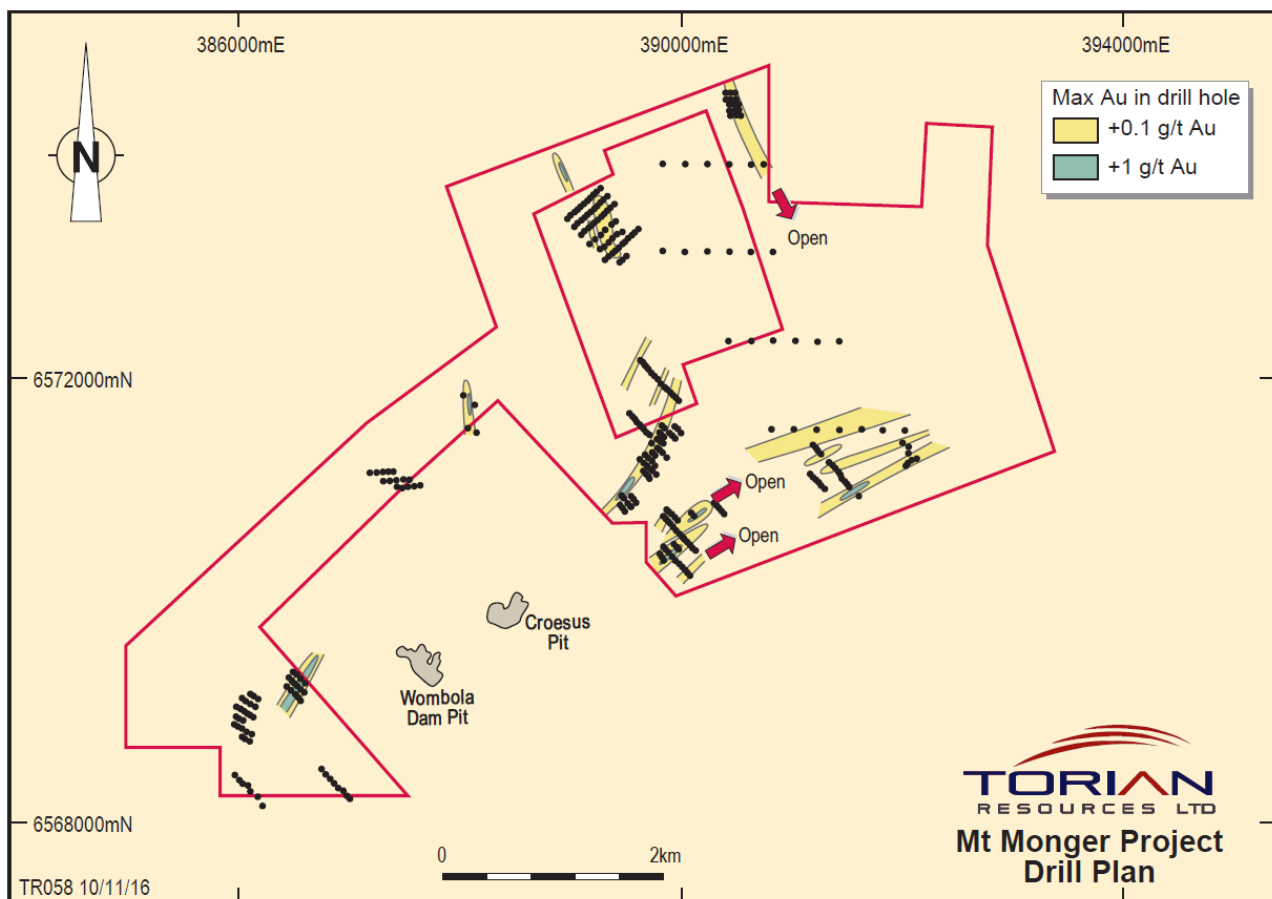 386000mE
390000mE
394000mE
Max Au in drill hole
+0.1 g/t Au
+1 g/t Au
N
Open
6572000mN
Open
Open
Croesus
Pit
Wombola
Dam Pit
TORIAN
RESOURCES LTD
6568000mN
0
2km
Mt Monger Project
Drill Plan
TR058 10/11/16